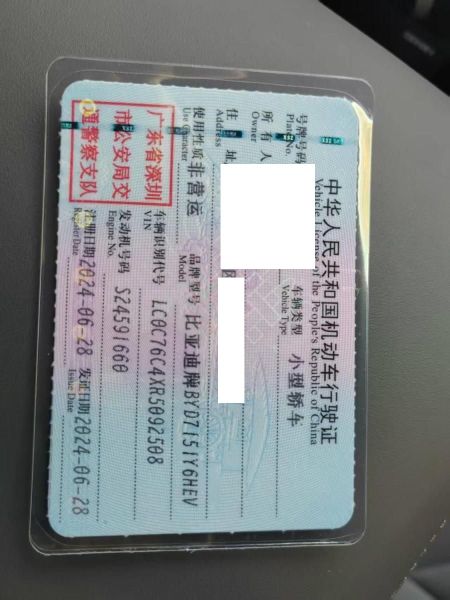 中华人民共和国机动车行驶证
Vehicle License of the People's Republic of China
号牌号码
Plate No.
车辆类型 小型轿车
Vehicle Type
所有人
Owner
住址
Address
使用性质 非营运
Use Character
品牌型号 比亚迪牌BYD7151Y6HEV
Model
车辆识别代号 LC0C76C4XR5092508
VIN
发动机号码 S24591660
Engine No.
注册日期 2024-06-28 发证日期 2024-06-28
Register Date Issue Date
广东省深圳
市公安局交
通警察支队